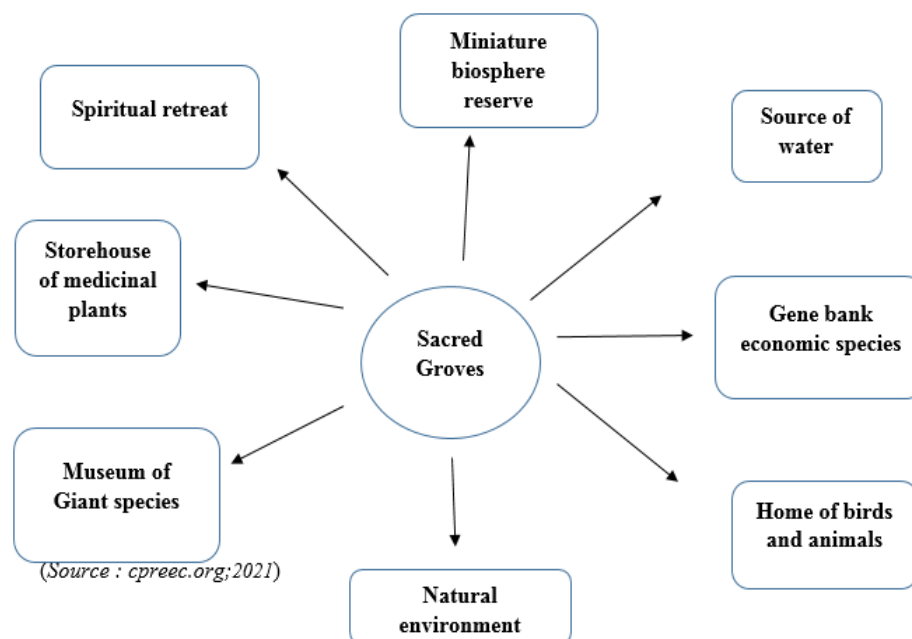 Miniature
biosphere
reserve
Spiritual retreat
Source of
water
Storehouse
of medicinal
plants
Sacred
Groves
Gene bank
economic species
Museum of
Giant species
Home of birds
and animals
(Source : cpreec.org;2021)
Natural
environment